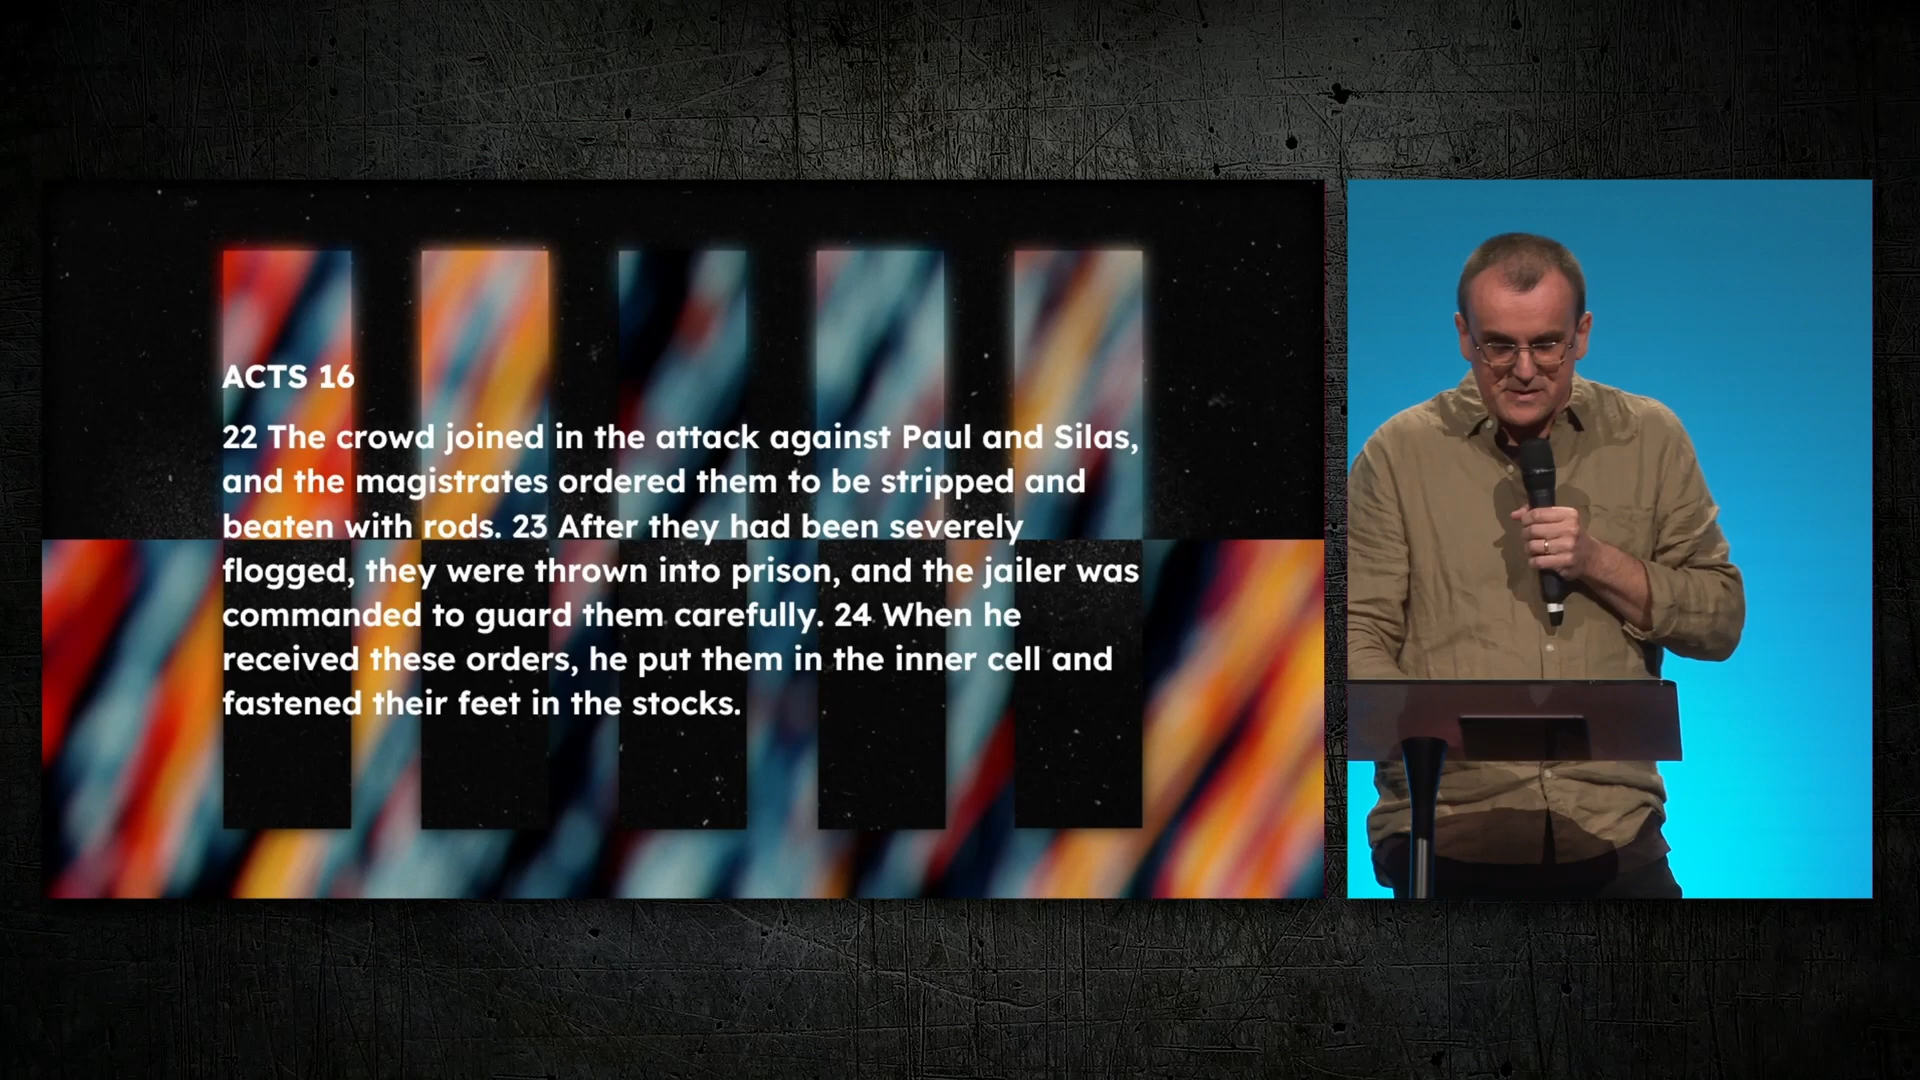 ACTS 16
22 The crowd joined in the attack against Paul and Silas,
and the magistrates ordered them to be stripped and
beaten with rods. 23 After they had been severely
flogged, they were thrown into prison, and the jailer was
commanded to guard them carefully. 24 When he
received these orders, he put them in the inner cell and
fastened their feet in the stocks.